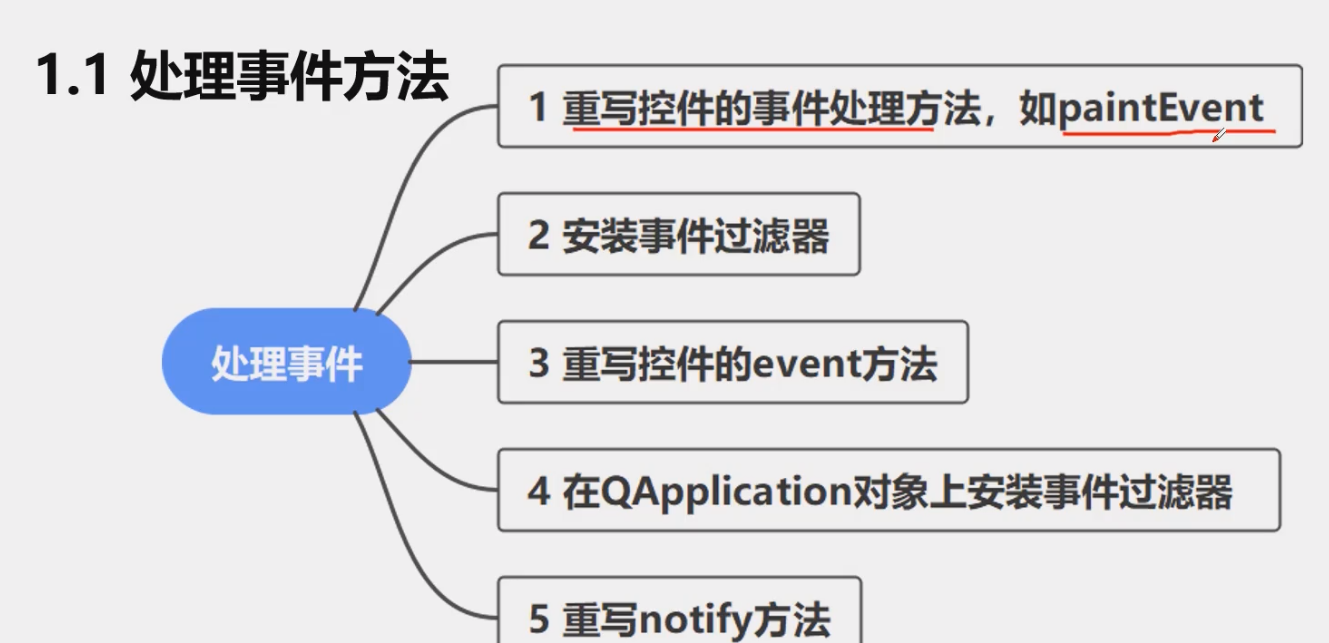 1.1 处理事件方法
1 重写控件的事件处理方法，如paintEvent
2 安装事件过滤器
处理事件
3 重写控件的event方法
4 在QApplication对象上安装事件过滤器
5 重写notify方法